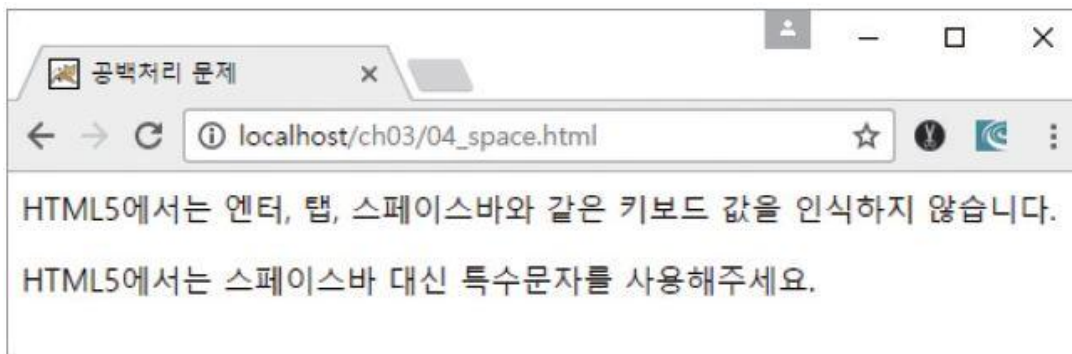 공백처리 문제
localhost/ch03/04_space.html
HTML5에서는 엔터, 탭, 스페이스바와 같은 키보드 값을 인식하지 않습니다.
HTML5에서는 스페이스바 대신 특수문자를 사용해주세요.